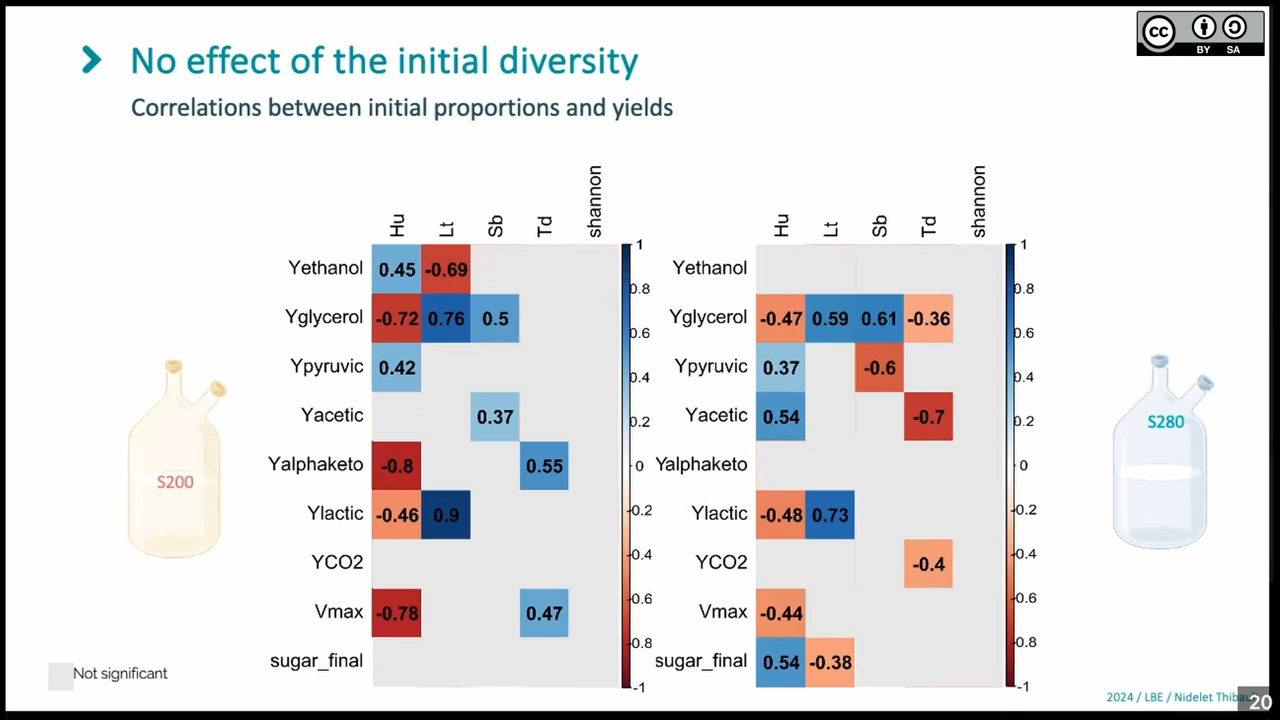 No effect of the initial diversity
Correlations between initial proportions and yields
cc
BY SA
Hu Lt Sb Td shannon
Yethanol 0.45 -0.69
Yglycerol -0.72 0.76 0.5
Ypyruvic 0.42
Yacetic 0.37
Yalphaketo -0.8 0.55
Ylactic -0.46 0.9
YCO2
Vmax -0.78 0.47
sugar_final
1
0.8
0.6
0.4
0.2
0
-0.2
-0.4
-0.6
-0.8
-1
Hu Lt Sb Td shannon
Yethanol
Yglycerol -0.47 0.59 0.61 -0.36
Ypyruvic 0.37 -0.6
Yacetic 0.54 -0.7
Yalphaketo
Ylactic -0.48 0.73
YCO2 -0.4
Vmax -0.44
sugar_final 0.54 -0.38
1
0.8
0.6
0.4
0.2
0
-0.2
-0.4
-0.6
-0.8
-1
S200
S280
Not significant
2024 / LBE / Nidelet
20